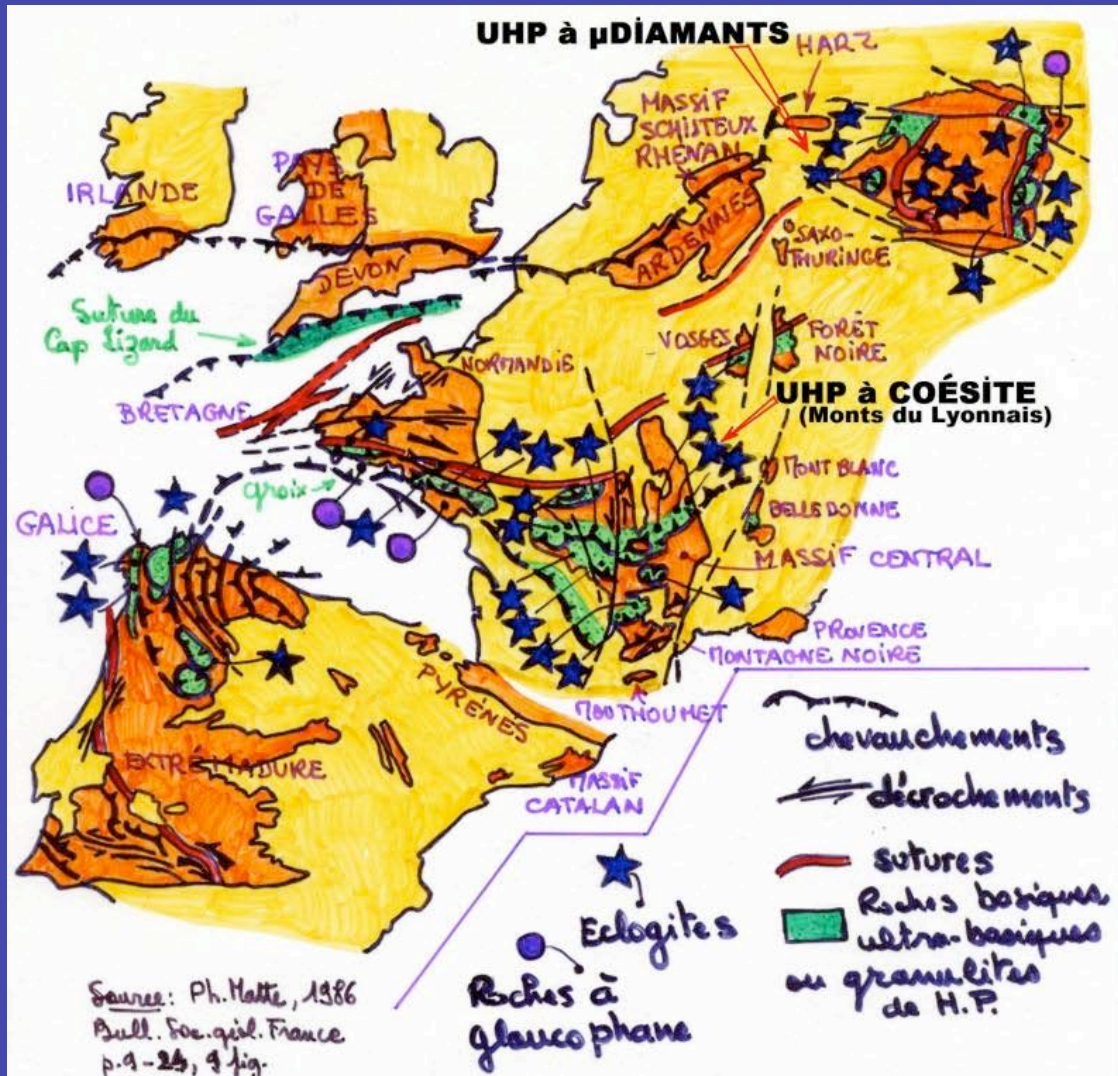 UHP à µDİAMANTS
HARZ
MASSIF
SCHISTEUX
RHENAN
IRLANDE
PAYS
DE
GALLES
DEVON
ARDENNES
SAXO-
THURINGE
Suture du
Cap Lizard
VOSGES
FORÊT
NOIRE
NORMANDIE
BRETAGNE
UHP à COÉSITE
(Monts du Lyonnais)
MONT BLANC
groix
GALICE
BELLEDONNE
MASSIF CENTRAL
PROVENCE
MONTAGNE NOIRE
PYRÉNÉS
MOUTHOUMET
EXTRÉMADURE
MASSIF
CATALAN
chevauchements
décrochements
sutures
Roches basiques
ultra-basiques
ou granulites
de H.P.
Eclogites
Roches à
glaucophane
Source: Ph. Matte, 1986
Bull. Soc. géol. France
p. 9-24, 9 fig.